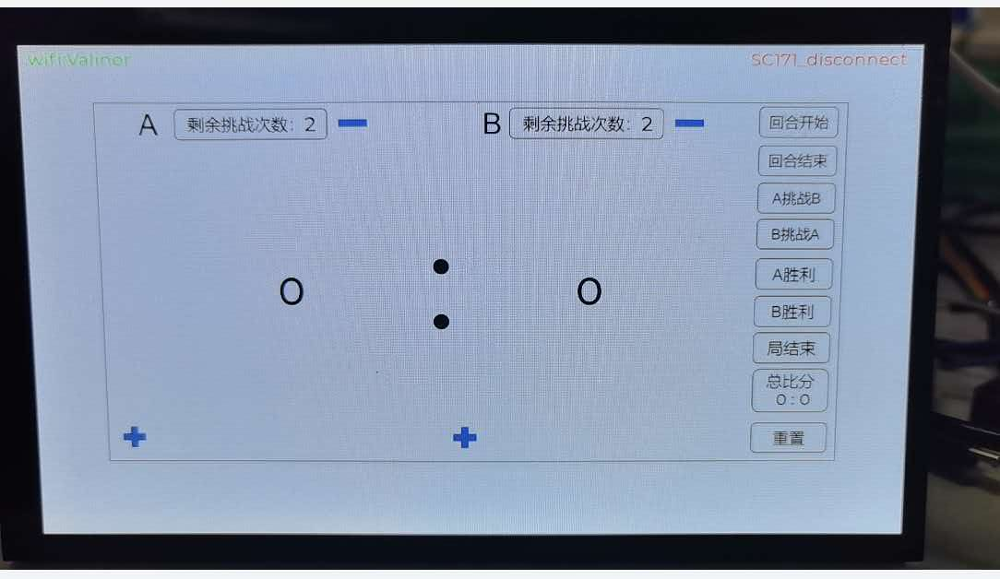 wifi:Valinor
SC171_disconnect
A
剩余挑战次数：2
B
剩余挑战次数：2
回合开始
回合结束
A挑战B
B挑战A
0
:
0
A胜利
B胜利
局结束
总比分
0 : 0
重置